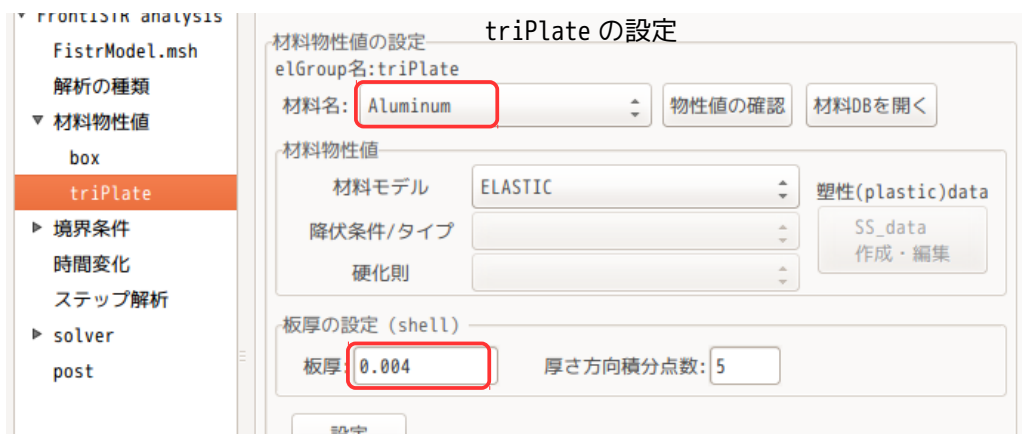 FrontISTR analysis
FistrModel.msh
解析の種類
▼ 材料物性値
box
triPlate
▶ 境界条件
時間変化
ステップ解析
▶ solver
post
triPlate の設定
材料物性値の設定
elGroup名:triPlate
材料名: Aluminum 物性値の確認 材料DBを開く
材料物性値
材料モデル ELASTIC 塑性(plastic)data
降伏条件/タイプ SS_data
作成・編集
硬化則
板厚の設定 (shell)
板厚: 0.004 厚さ方向積分点数: 5
設定